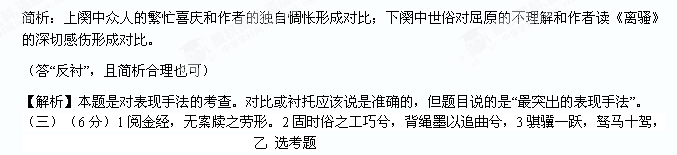 简析：上阕中众人的繁忙喜庆和作者的独自惆怅形成对比；下阕中世俗对屈原的不理解和作者读《离骚》
的深切感伤形成对比。
（答“反衬”，且简析合理也可）
【解析】本题是对表现手法的考查。对比或衬托应该说是准确的，但题目说的是“最突出的表现手法”。
（三）（6 分）1 阅金经，无案牍之劳形。2 固时俗之工巧兮，背绳墨以追曲兮，3 骐骥一跃，驽马十驾，
乙 选考题